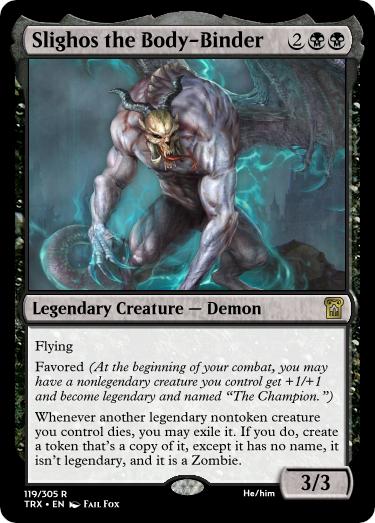 Slighos the Body-Binder 2
Legendary Creature — Demon
Flying
Favored (At the beginning of your combat, you may
have a nonlegendary creature you control get +1/+1
and become legendary and named “The Champion.”)
Whenever another legendary nontoken creature
you control dies, you may exile it. If you do, create
a token that's a copy of it, except it has no name, it
isn't legendary, and it is a Zombie.
3/3
119/305 R
TRX • EN Fail Fox
He/him